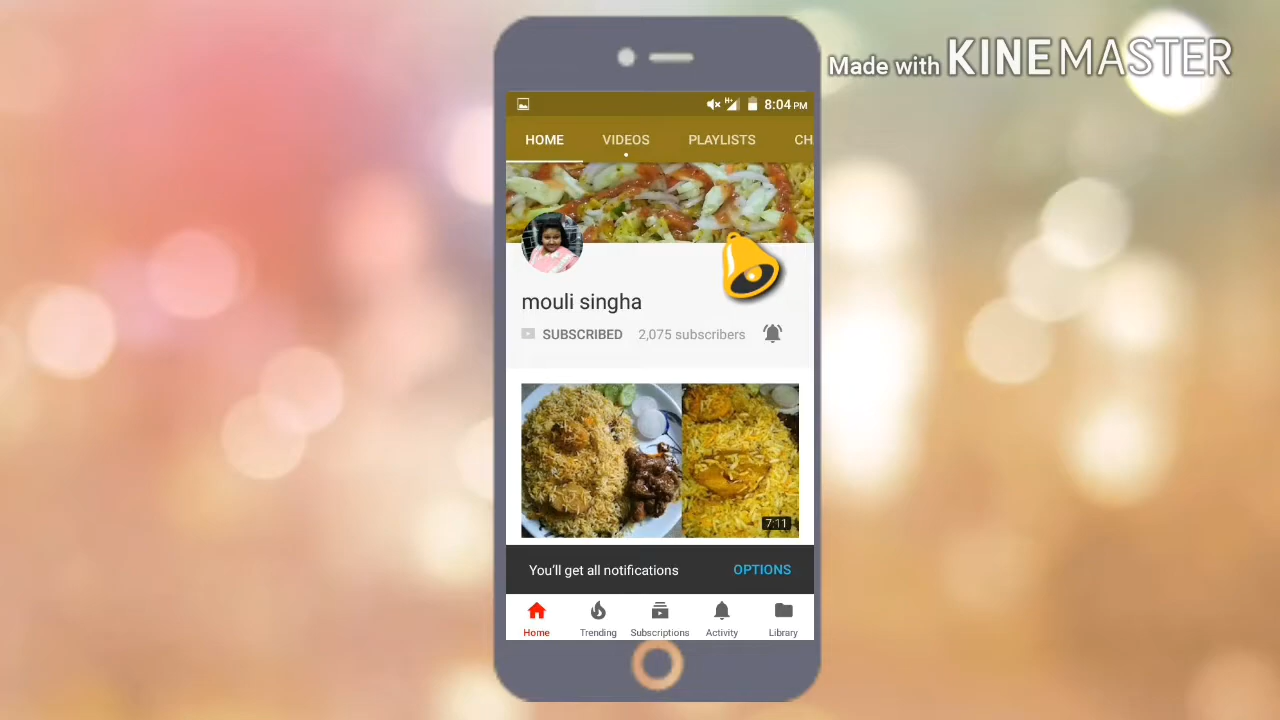 Made with KINEMASTER
H+ 8:04 PM
HOME VIDEOS PLAYLISTS CH
mouli singha
SUBSCRIBED 2,075 subscribers
7:11
You'll get all notifications OPTIONS
Home Trending Subscriptions Activity Library